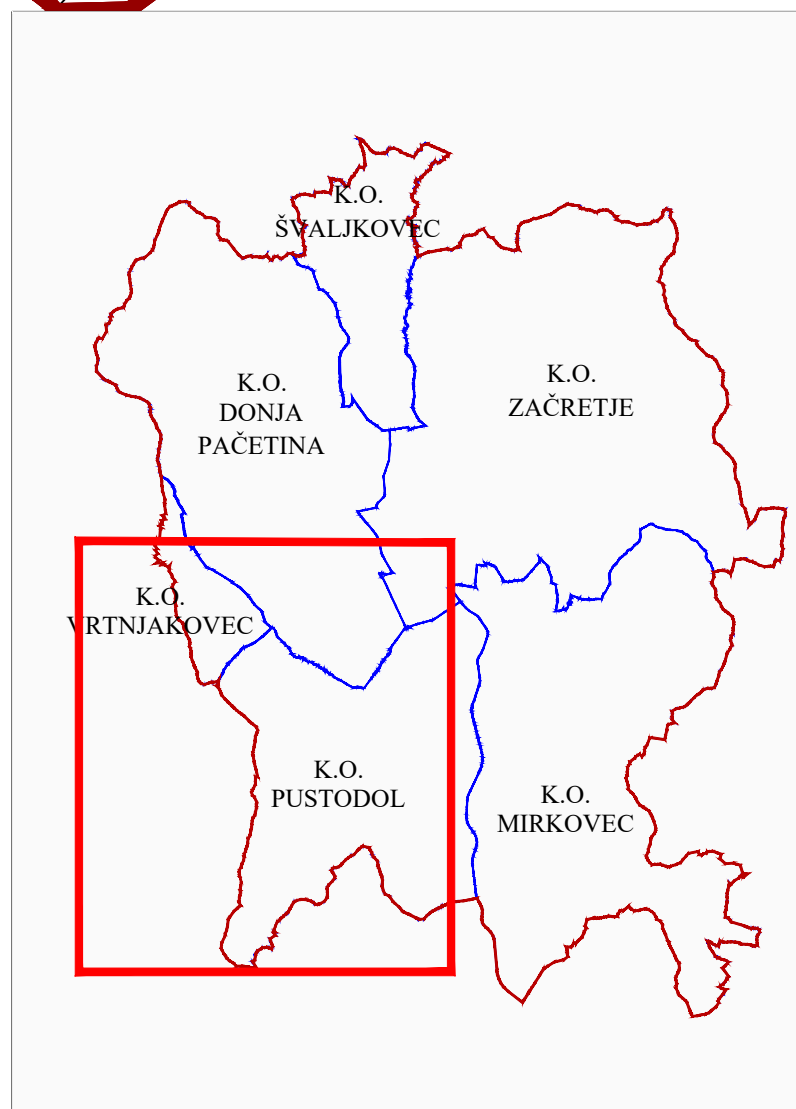 K.O.
ŠVALJKOVEC
K.O.
DONJA
PAČETINA
K.O.
ZAČRETJE
K.O.
VRTNJAKOVEC
K.O.
PUSTODOL
K.O.
MIRKOVEC